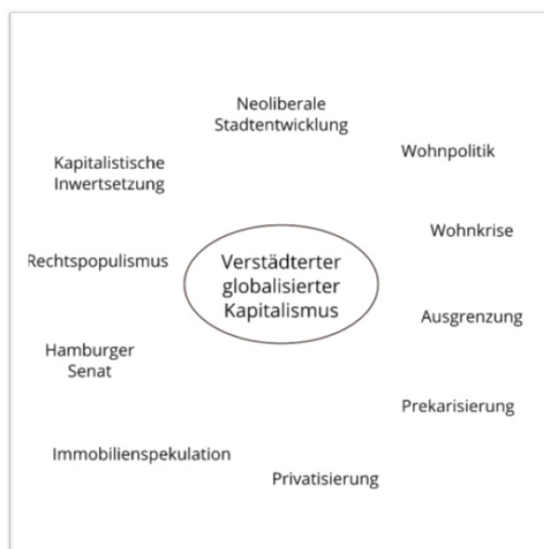 Neoliberale
Stadtentwicklung
Wohnpolitik
Kapitalistische
Inwertsetzung
Wohnkrise
Rechtspopulismus
Verstädterter
globalisierter
Kapitalismus
Ausgrenzung
Hamburger
Senat
Prekarisierung
Immobilienspekulation
Privatisierung